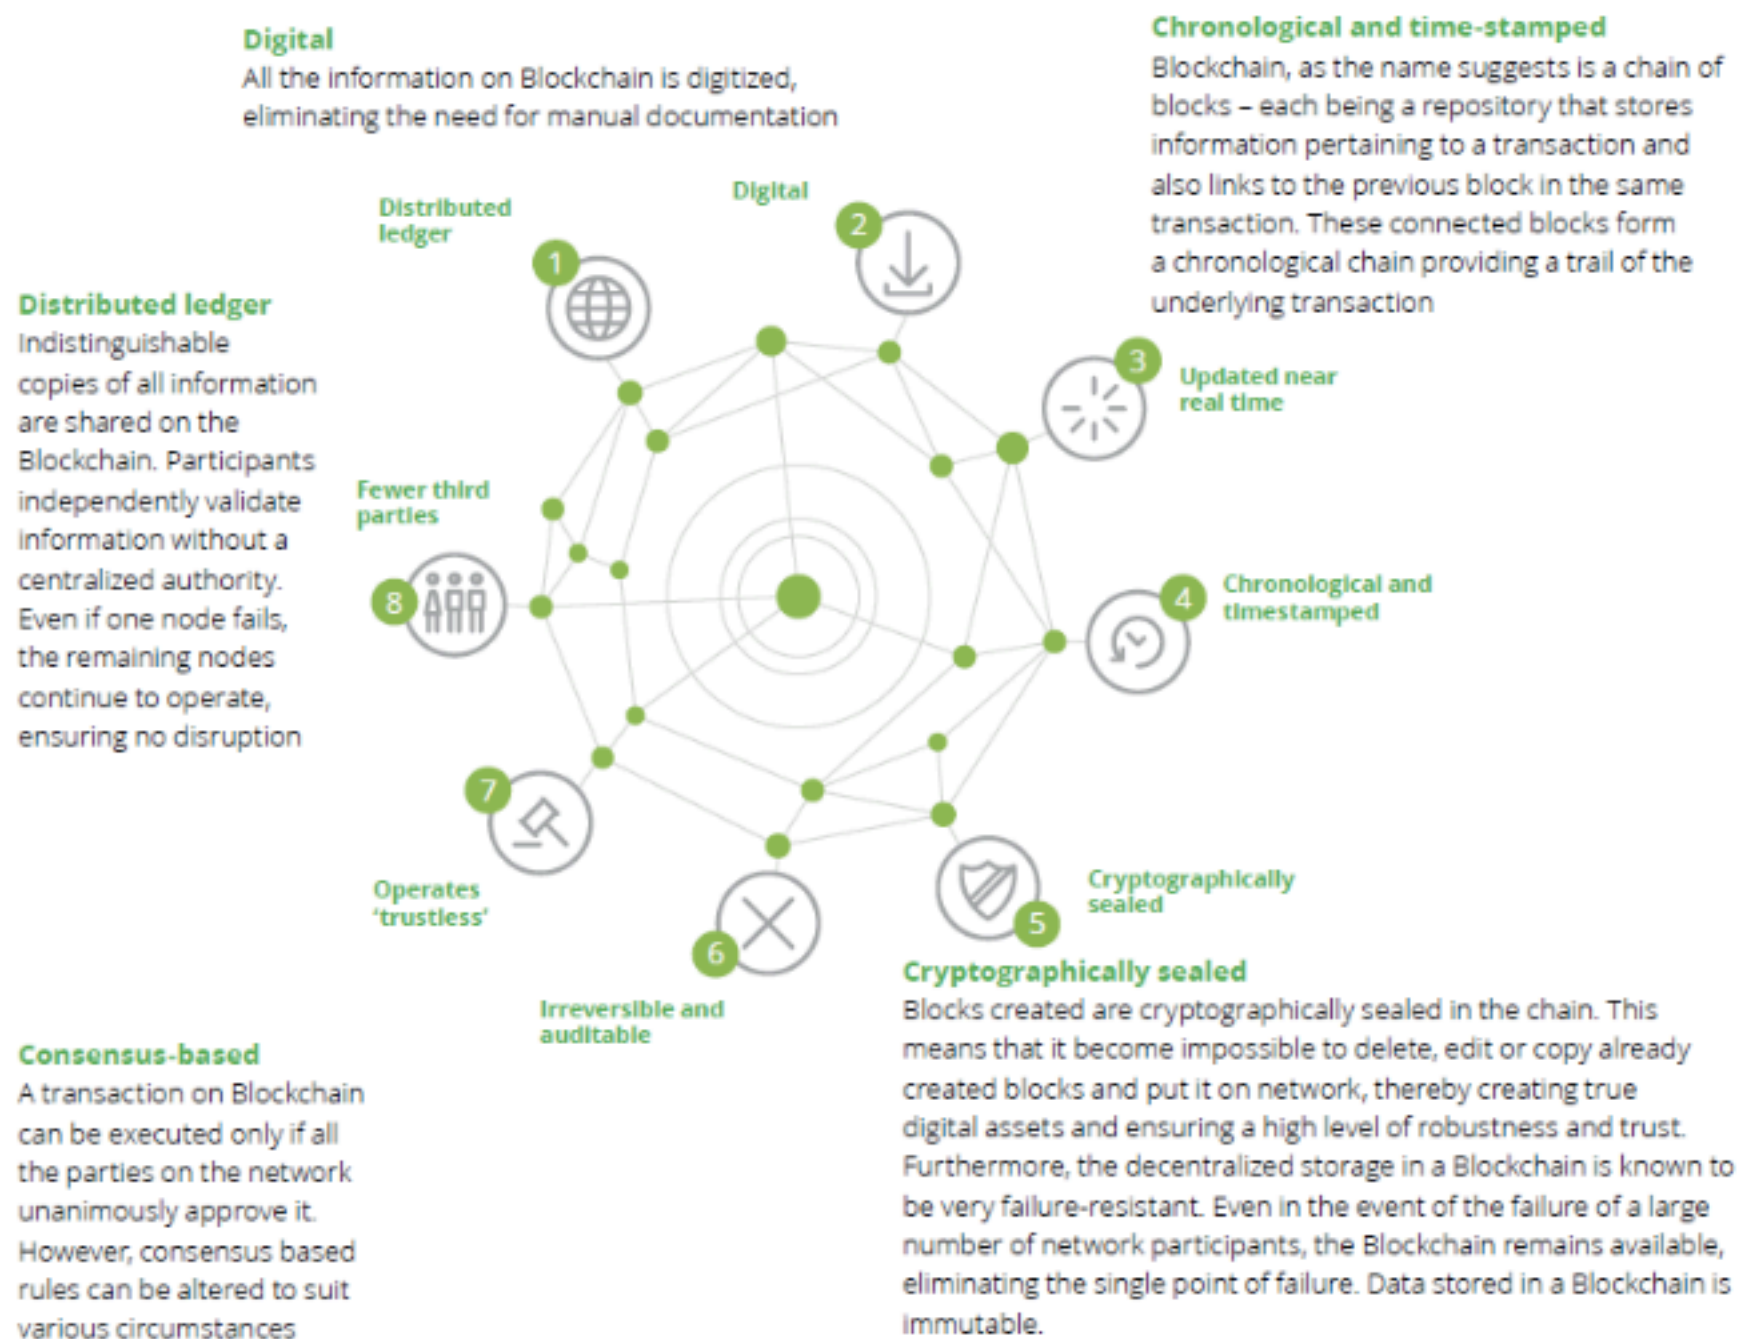 Digital
All the information on Blockchain is digitized,
eliminating the need for manual documentation
Chronological and time-stamped
Blockchain, as the name suggests is a chain of
blocks – each being a repository that stores
information pertaining to a transaction and
also links to the previous block in the same
transaction. These connected blocks form
a chronological chain providing a trail of the
underlying transaction
Distributed ledger
Indistinguishable
copies of all information
are shared on the
Blockchain. Participants
independently validate
information without a
centralized authority.
Even if one node fails,
the remaining nodes
continue to operate,
ensuring no disruption
1
Distributed
ledger
2
Digital
3
Updated near
real time
4
Chronological and
timestamped
5
Cryptographically
sealed
6
Irreversible and
auditable
7
Operates
‘trustless’
8
Fewer third
parties
Consensus-based
A transaction on Blockchain
can be executed only if all
the parties on the network
unanimously approve it.
However, consensus based
rules can be altered to suit
various circumstances
Cryptographically sealed
Blocks created are cryptographically sealed in the chain. This
means that it become impossible to delete, edit or copy already
created blocks and put it on network, thereby creating true
digital assets and ensuring a high level of robustness and trust.
Furthermore, the decentralized storage in a Blockchain is known to
be very failure-resistant. Even in the event of the failure of a large
number of network participants, the Blockchain remains available,
eliminating the single point of failure. Data stored in a Blockchain is
immutable.